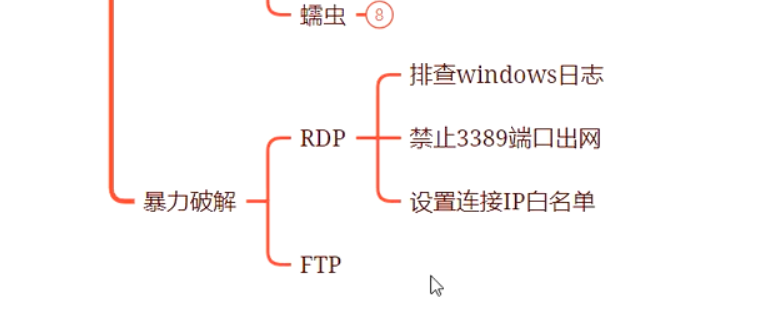 蠕虫 8
排查windows日志
RDP
禁止3389端口出网
暴力破解
设置连接IP白名单
FTP